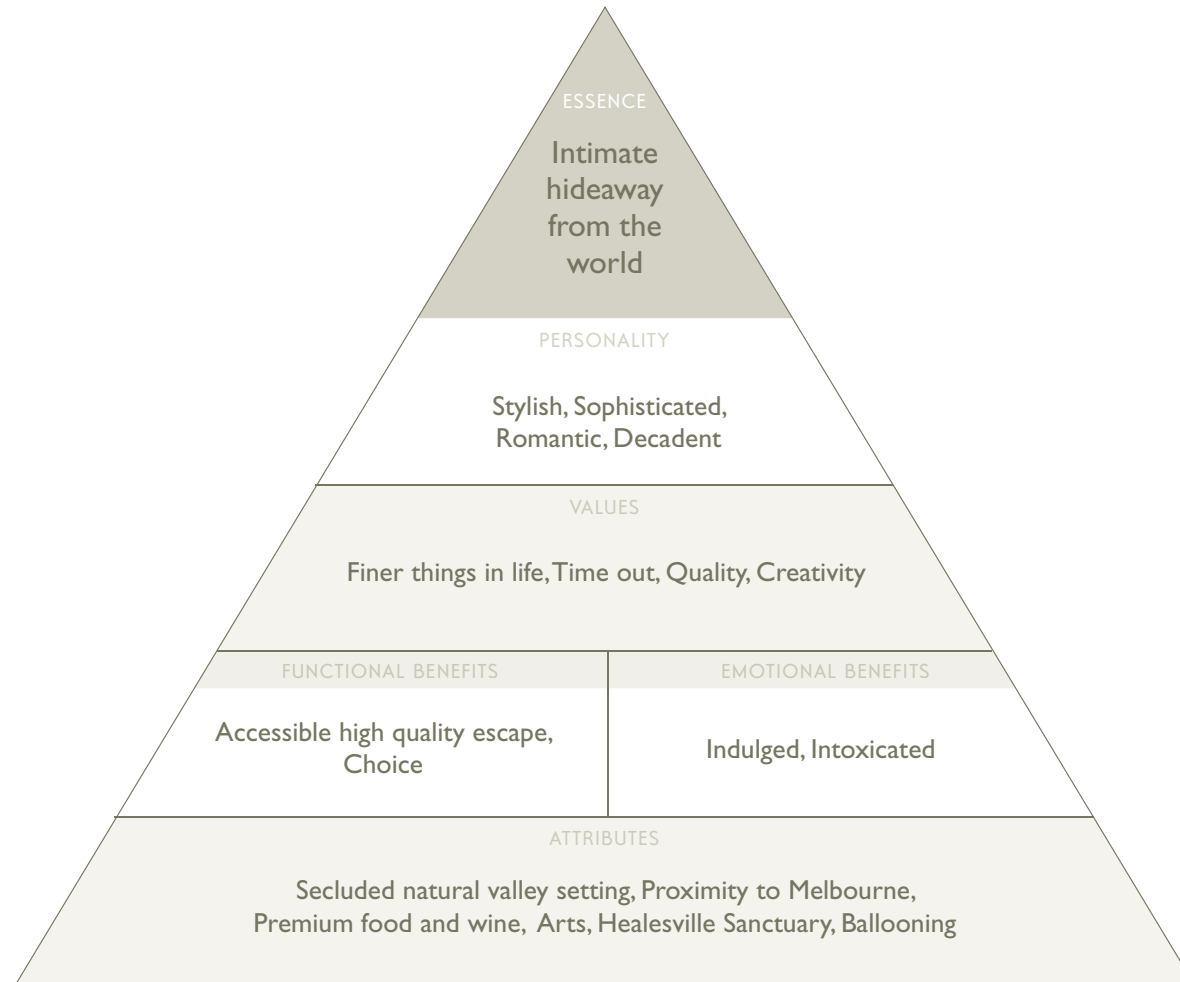 ESSENCE
Intimate
hideaway
from the
world
PERSONALITY
Stylish, Sophisticated,
Romantic, Decadent
VALUES
Finer things in life, Time out, Quality, Creativity
FUNCTIONAL BENEFITS
Accessible high quality escape,
Choice
EMOTIONAL BENEFITS
Indulged, Intoxicated
ATTRIBUTES
Secluded natural valley setting, Proximity to Melbourne,
Premium food and wine, Arts, Healesville Sanctuary, Ballooning